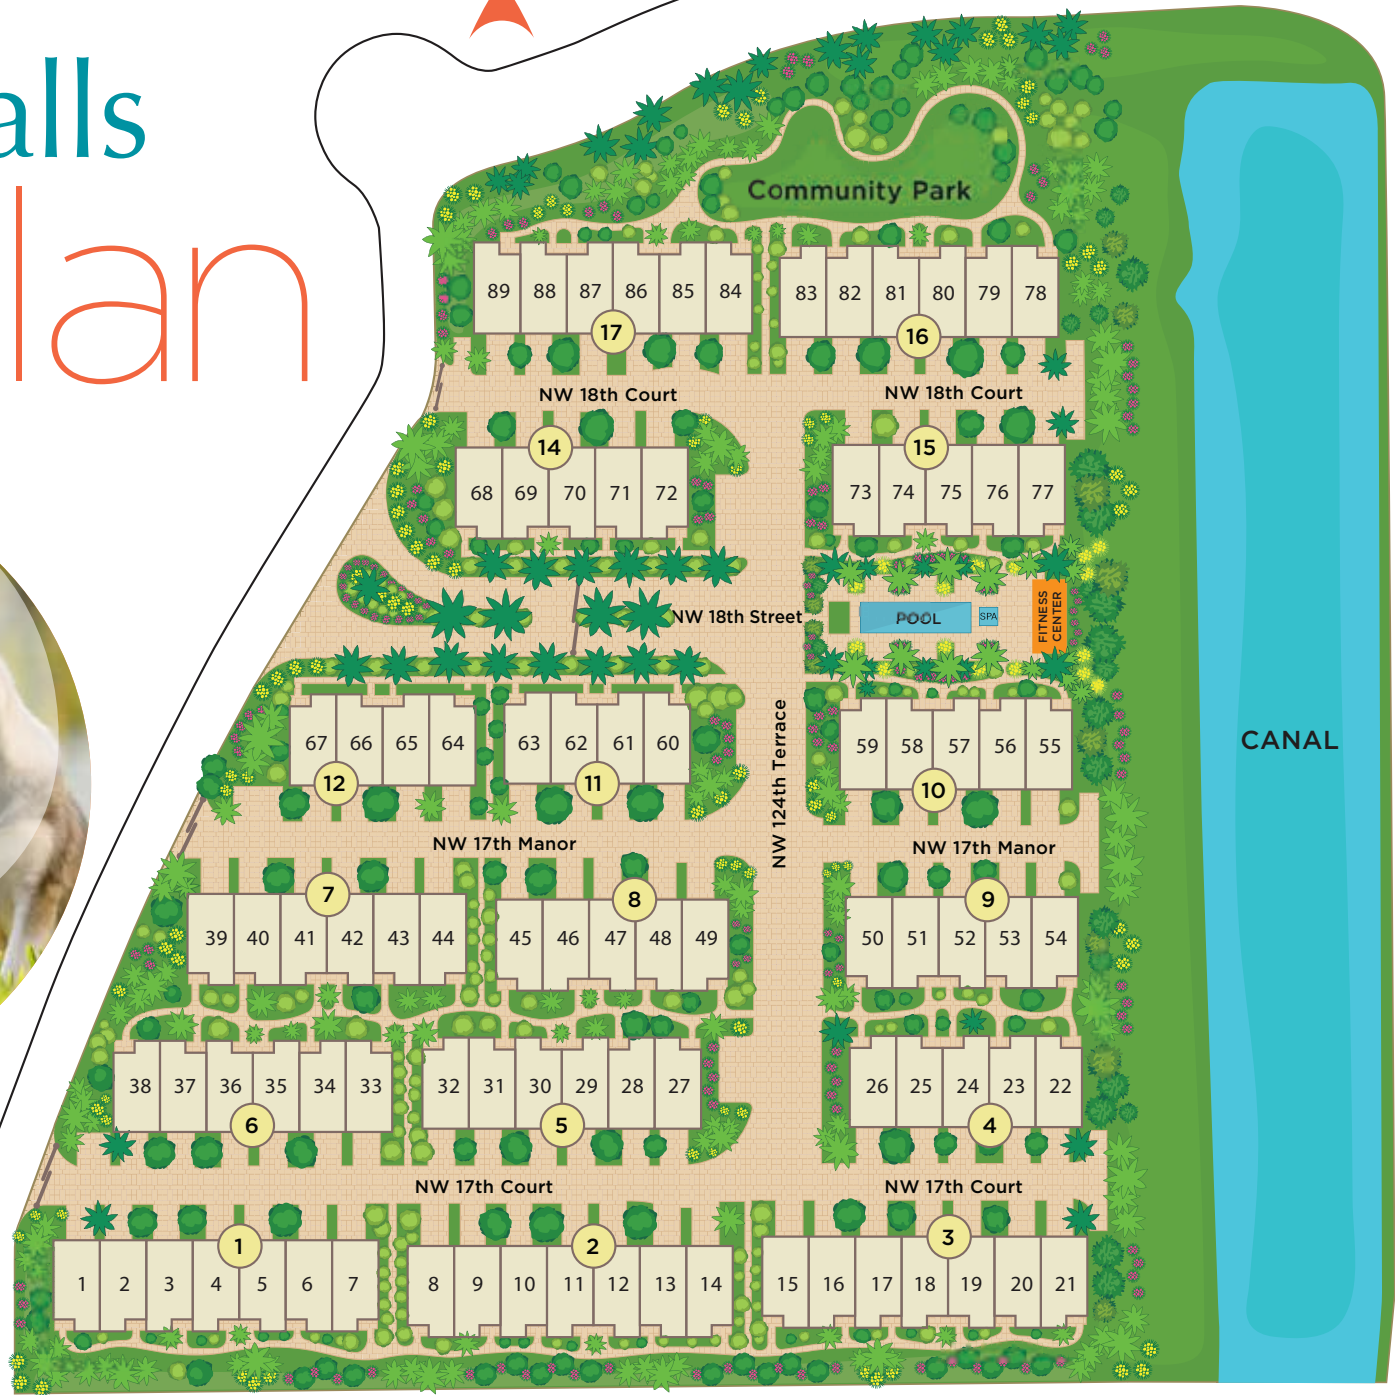 alls
lan
Community Park
89 88 87 86 85 84
17
83 82 81 80 79 78
16
NW 18th Court
NW 18th Court
14
68 69 70 71 72
15
73 74 75 76 77
NW 18th Street
POOL
SPA
FITNESS
CENTER
67 66 65 64
12
63 62 61 60
11
NW 124th Terrace
59 58 57 56 55
10
CANAL
NW 17th Manor
NW 17th Manor
7
39 40 41 42 43 44
8
45 46 47 48 49
9
50 51 52 53 54
38 37 36 35 34 33
6
32 31 30 29 28 27
5
26 25 24 23 22
4
NW 17th Court
NW 17th Court
1
1 2 3 4 5 6 7
2
8 9 10 11 12 13 14
3
15 16 17 18 19 20 21